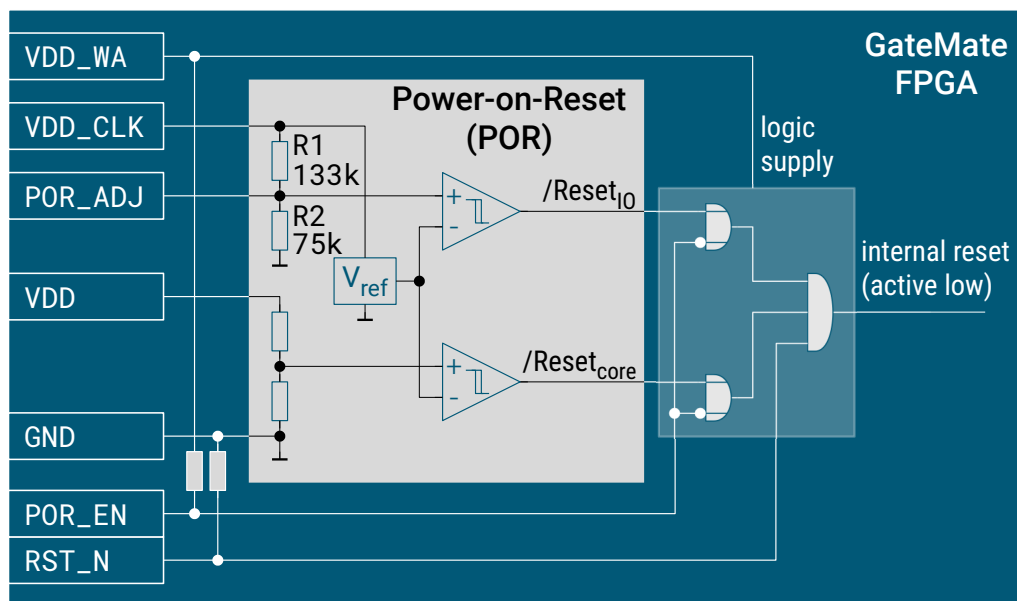 GateMate
FPGA
VDD_WA
VDD_CLK
POR_ADJ
VDD
GND
POR_EN
RST_N
Power-on-Reset
(POR)
R1
133k
R2
75k
Vref
+
-
+
-
/ResetIO
/Resetcore
logic
supply
internal reset
(active low)